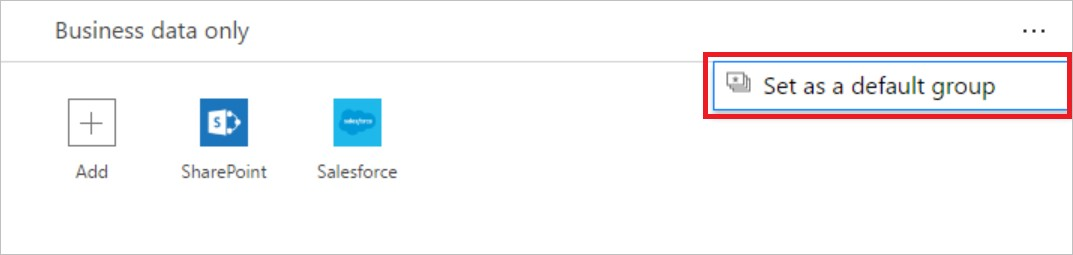 Business data only
...
Set as a default group
Add
SharePoint
Salesforce